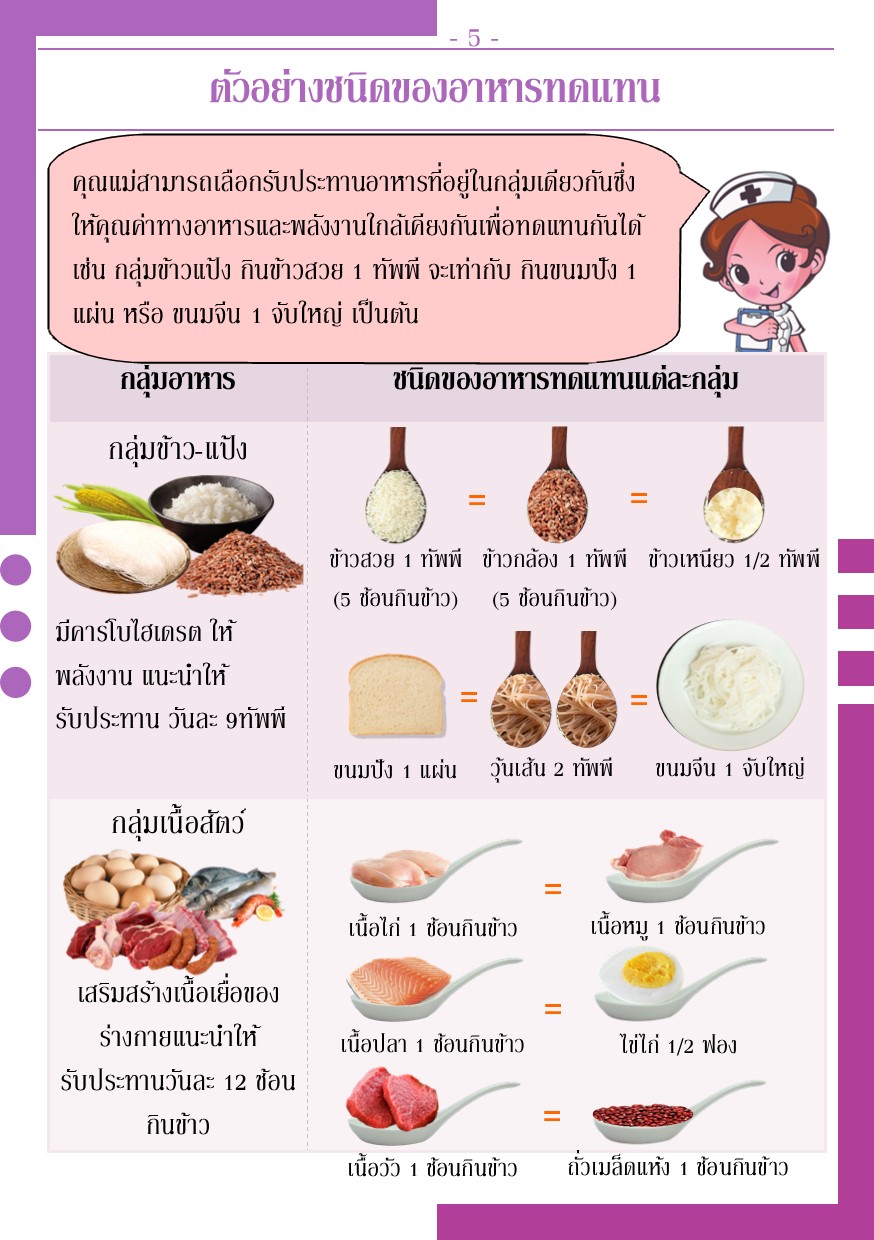 - 5 -
ตัวอย่างชนิดของอาหารทดแทน
คุณแม่สามารถเลือกรับประทานอาหารที่อยู่ในกลุ่มเดียวกันซึ่ง
ให้คุณค่าทางอาหารและพลังงานใกล้เคียงกันเพื่อทดแทนกันได้
เช่น กลุ่มข้าวแป้ง กินข้าวสวย 1 ทัพพี จะเท่ากับ กินขนมปัง 1
แผ่น หรือ ขนมจีน 1 จับใหญ่ เป็นต้น
กลุ่มอาหาร
ชนิดของอาหารทดแทนแต่ละกลุ่ม
กลุ่มข้าว-แป้ง
มีคาร์โบไฮเดรต ให้
พลังงาน แนะนำให้
รับประทาน วันละ 9ทัพพี
= =
ข้าวสวย 1 ทัพพี ข้าวกล้อง 1 ทัพพี ข้าวเหนียว 1/2 ทัพพี
(5 ช้อนกินข้าว) (5 ช้อนกินข้าว)
= =
ขนมปัง 1 แผ่น วุ้นเส้น 2 ทัพพี ขนมจีน 1 จับใหญ่
กลุ่มเนื้อสัตว์
เสริมสร้างเนื้อเยื่อของ
ร่างกายแนะนำให้
รับประทานวันละ 12 ช้อน
กินข้าว
=
เนื้อไก่ 1 ช้อนกินข้าว เนื้อหมู 1 ช้อนกินข้าว
=
เนื้อปลา 1 ช้อนกินข้าว ไข่ไก่ 1/2 ฟอง
=
เนื้อวัว 1 ช้อนกินข้าว ถั่วเมล็ดแห้ง 1 ช้อนกินข้าว